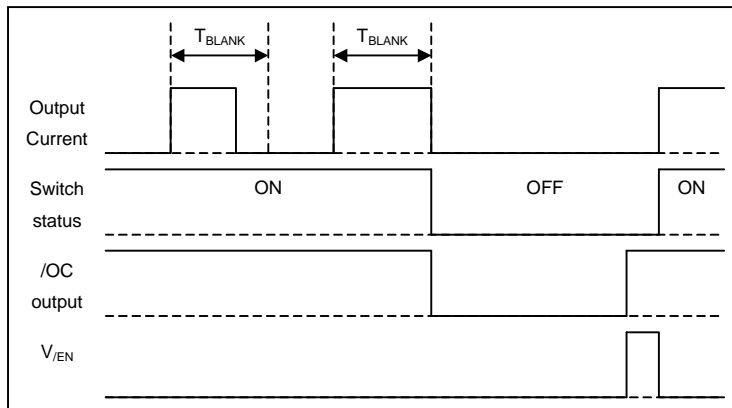 TBLANK TBLANK
Output
Current
Switch
status
ON OFF ON
/OC
output
V/EN